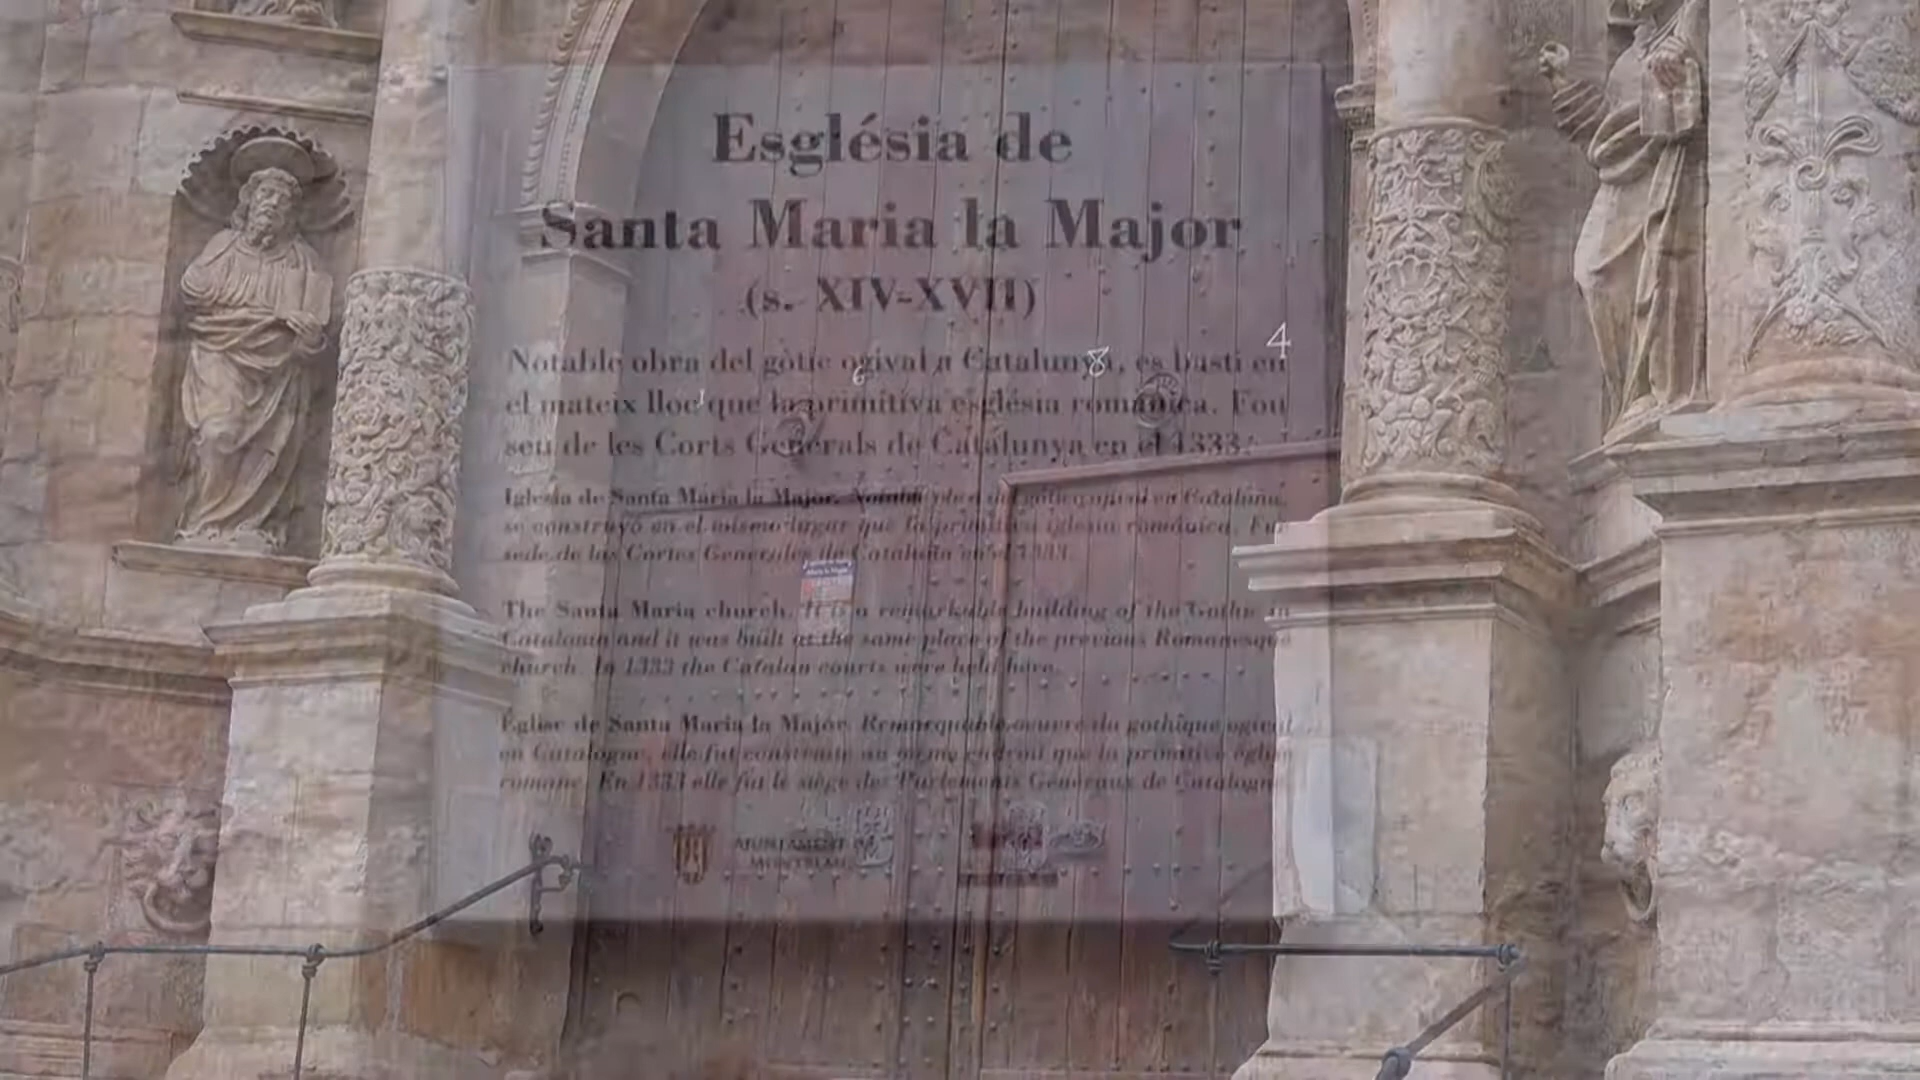 Església de
Santa Maria la Major
(s. XIV-XVII)
Notable obra del gòtic ogival a Catalunya, es bastí en
el mateix lloc que la primitiva església romànica. Fou
seu de les Corts Generals de Catalunya en el 1333.
Iglesia de Santa Maria la Major. Notable obra del gótico ogival en Cataluña,
se construyó en el mismo lugar que la primitiva iglesia románica. Fue
sede de las Cortes Generales de Cataluña en el 1333.
The Santa Maria church. It is a remarkable building of the Gothic in
Catalonia and it was built at the same place of the previous Romanesque
church. In 1333 the Catalan courts were held here.
Eglise de Santa Maria la Major. Remarquable oeuvre du gothique ogival
en Catalogne, elle fut construite au même endroit que la primitive église
romane. En 1333 elle fut le siège des Parlements Généraux de Catalogne
AJUNTAMENT DE
MONTBLANC
1 6 8 4